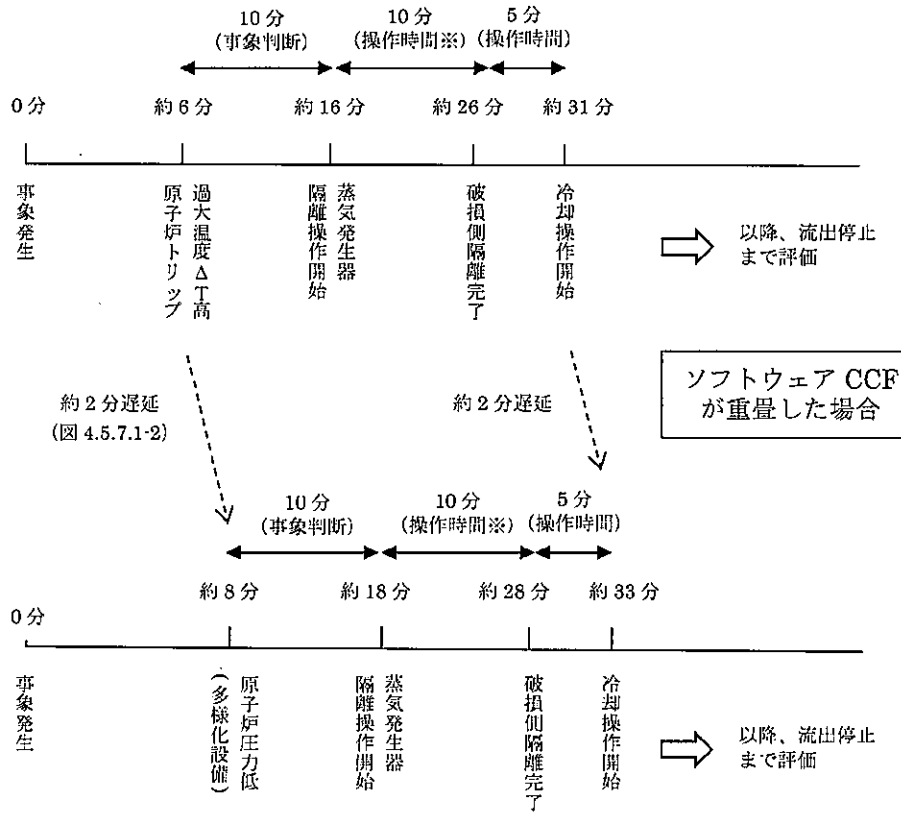 10分
(事象判断)
10分
(操作時間※)
5分
(操作時間)
0分
約6分
約16分
約26分
約31分
事象発生
過大温度ΔT高
原子炉トリップ
蒸気発生器
隔離操作開始
破損側隔離完了
冷却操作開始
以降、流出停止
まで評価
ソフトウェア CCF
が重畳した場合
約2分遅延
(図 4.5.7.1-2)
約2分遅延
10分
(事象判断)
10分
(操作時間※)
5分
(操作時間)
0分
約8分
約18分
約28分
約33分
事象発生
原子炉圧力低
(多様化設備)
蒸気発生器
隔離操作開始
破損側隔離完了
冷却操作開始
以降、流出停止
まで評価